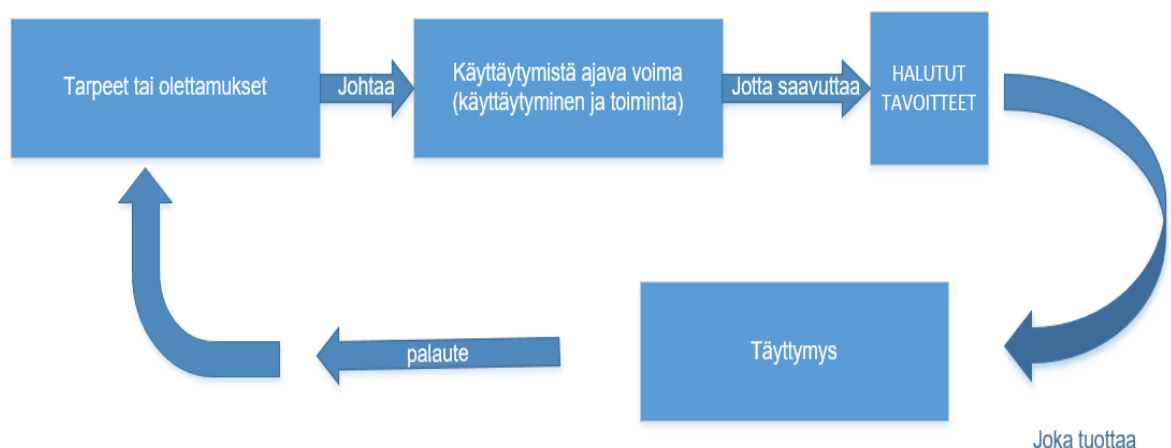 Tarpeet tai olettamukset
Johtaa
Käyttäytymistä ajava voima
(käyttäytyminen ja toiminta)
Jotta saavuttaa
HALUTUT
TAVOITTEET
Joka tuottaa
Täyttymys
palaute